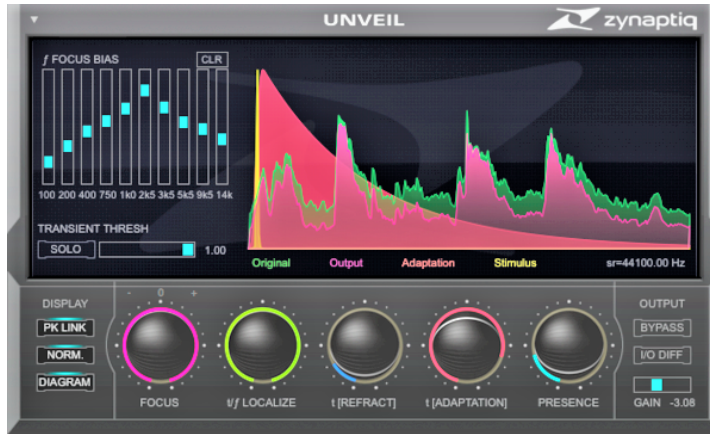 UNVEIL
zynaptiq
ƒ FOCUS BIAS
CLR
100 200 400 750 1k0 2k5 3k5 5k5 9k5 14k
TRANSIENT THRESH
SOLO
1.00
Original Output Adaptation Stimulus sr=44100.00 Hz
DISPLAY
PK LINK
NORM.
DIAGRAM
- 0 +
FOCUS
t/ƒ LOCALIZE
t [REFRACT]
t [ADAPTATION]
PRESENCE
OUTPUT
BYPASS
I/O DIFF
GAIN -3.08